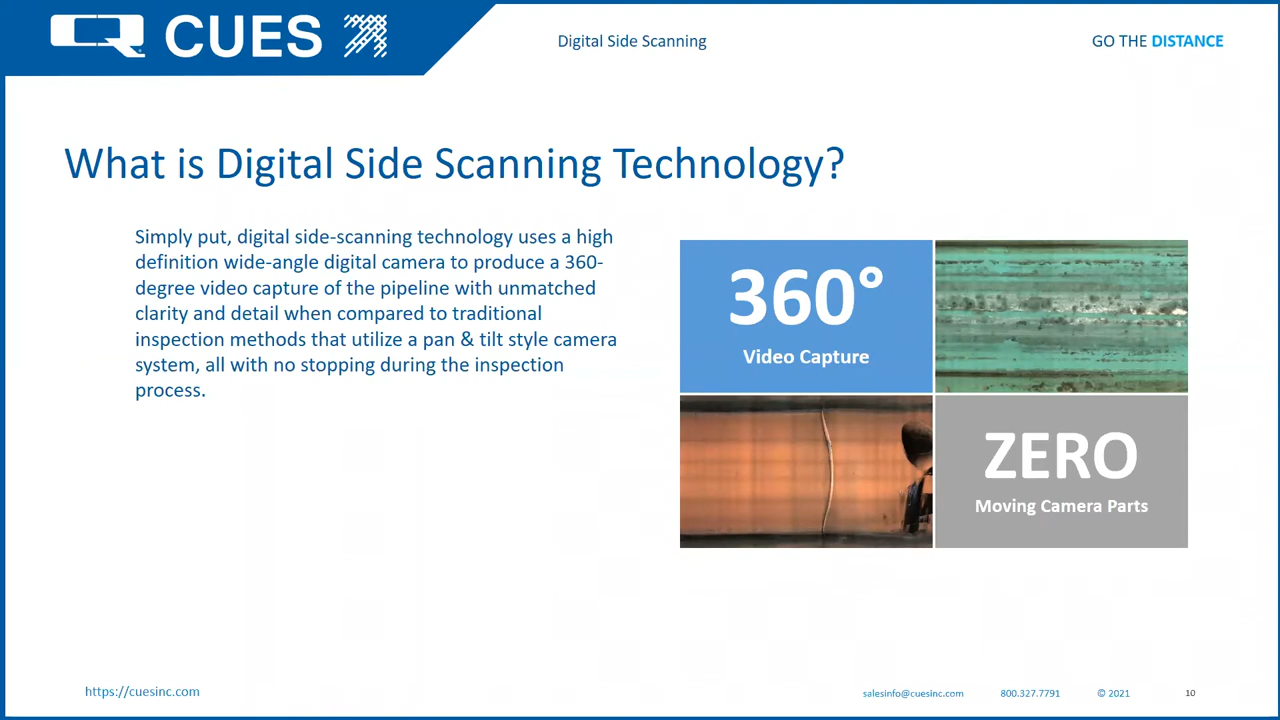 CUES
Digital Side Scanning
GO THE DISTANCE
What is Digital Side Scanning Technology?
Simply put, digital side-scanning technology uses a high
definition wide-angle digital camera to produce a 360-
degree video capture of the pipeline with unmatched
clarity and detail when compared to traditional
inspection methods that utilize a pan & tilt style camera
system, all with no stopping during the inspection
process.
360°
Video Capture
ZERO
Moving Camera Parts
https://cuesinc.com
salesinfo@cuesinc.com
800.327.7791
© 2021
10